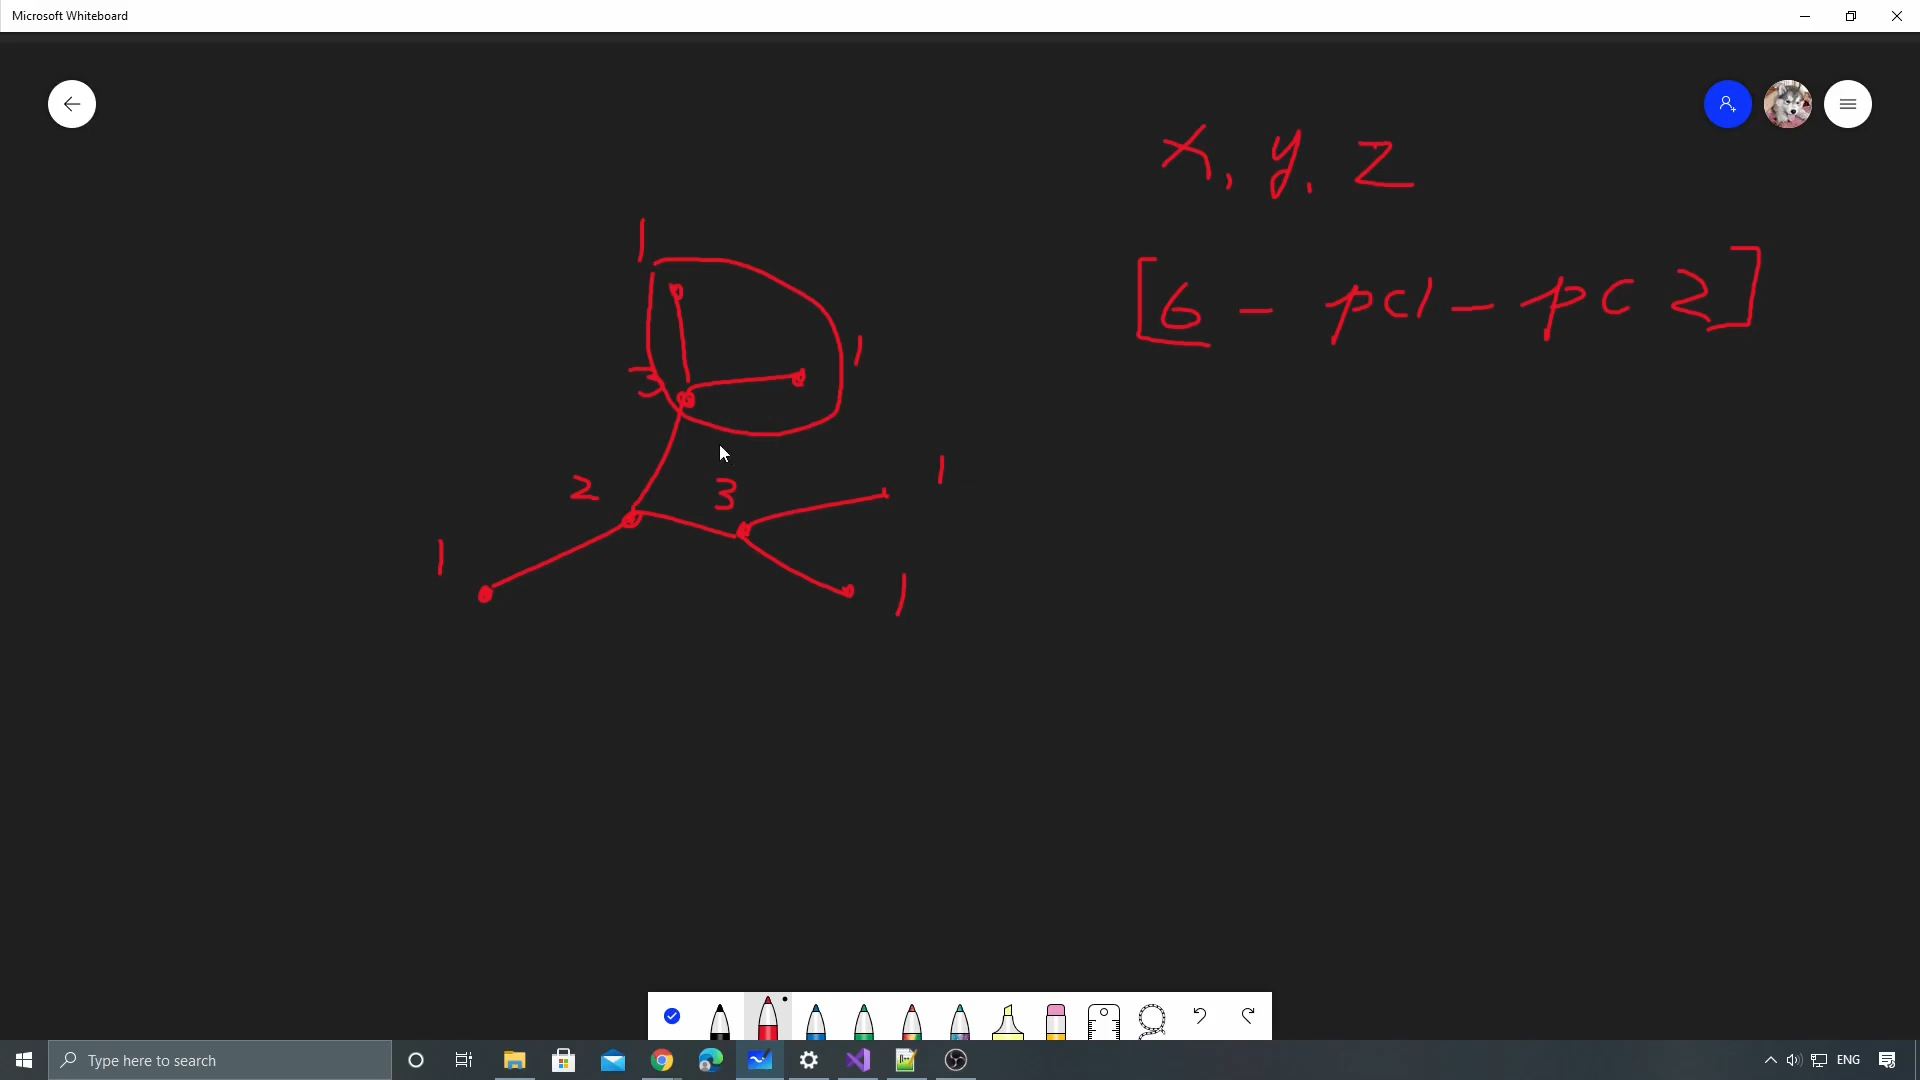 Microsoft Whiteboard
x, y, z
1
[6 - pc1 - pc 2]
1
3
1
2
3
1
1
Type here to search
ENG